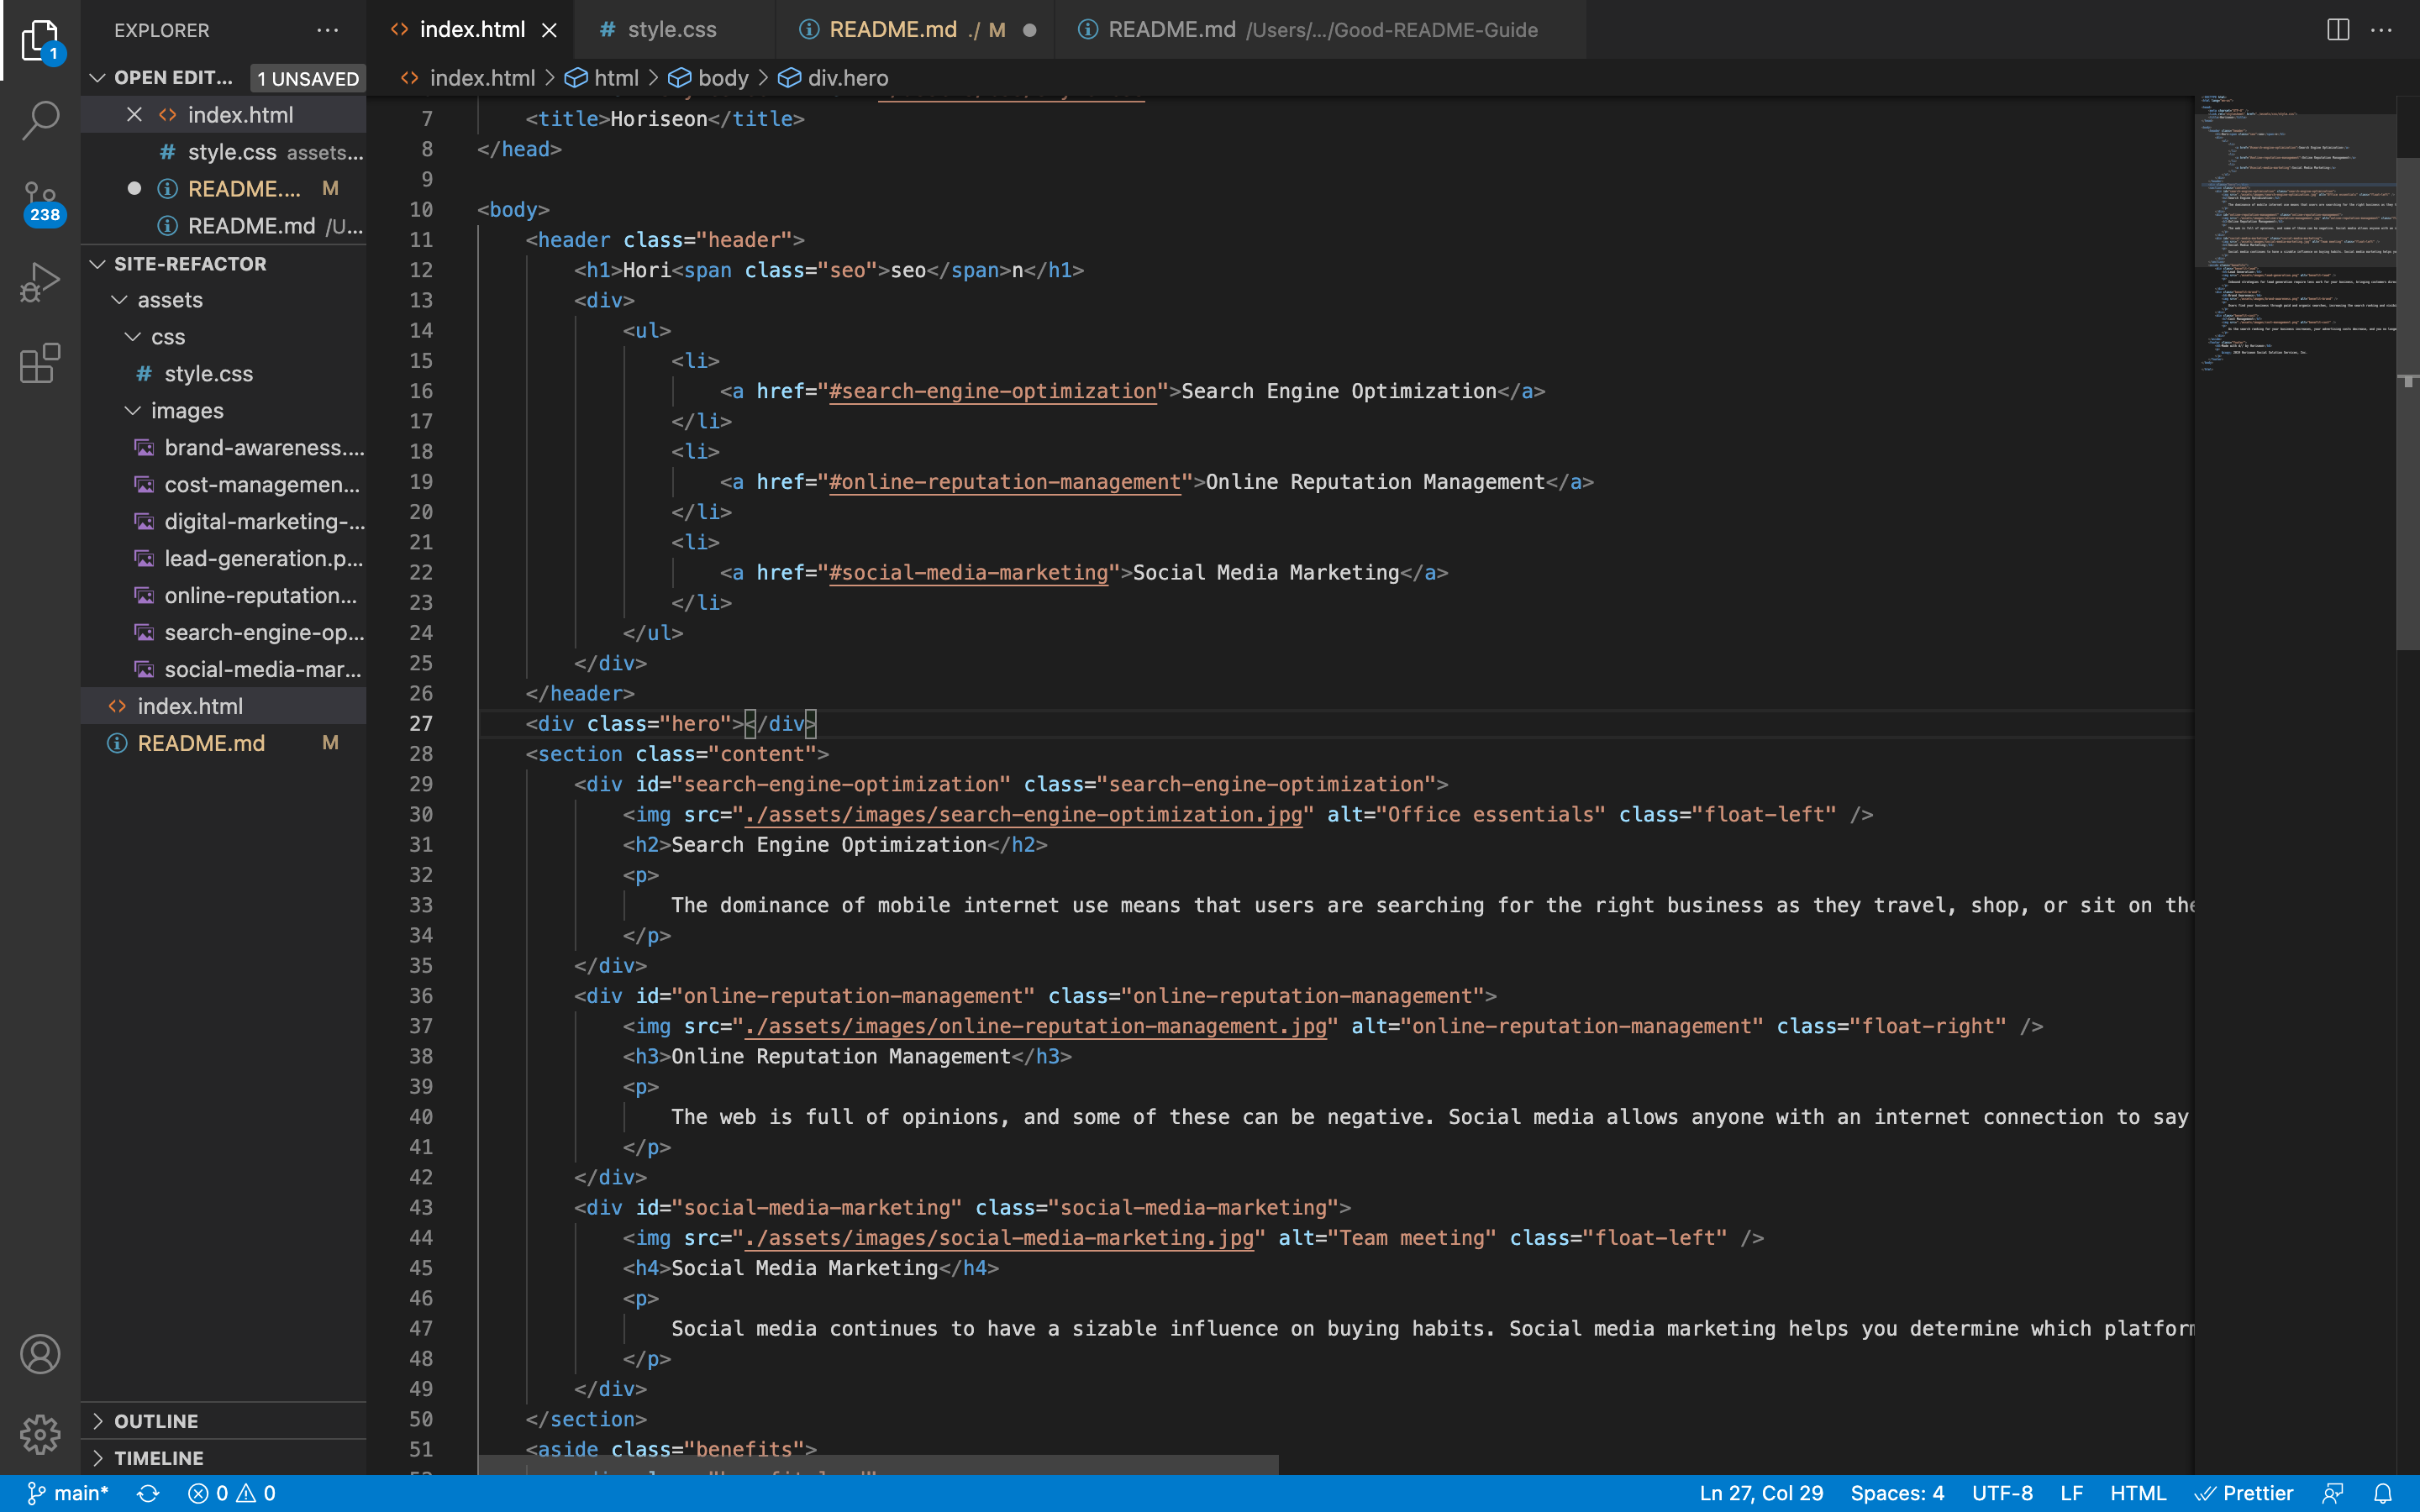 EXPLORER
OPEN EDIT... 1 UNSAVED
index.html
style.css assets...
README.... M
README.md /U...
SITE-REFACTOR
assets
css
style.css
images
brand-awareness....
cost-managemen...
digital-marketing-...
lead-generation.p...
online-reputation...
search-engine-op...
social-media-mar...
index.html
README.md M
OUTLINE
TIMELINE
1
238
index.html style.css README.md ./ M README.md /Users/.../Good-README-Guide
index.html > html > body > div.hero
7 <title>Horiseon</title>
8 </head>
9
10 <body>
11 <header class="header">
12 <h1>Hori<span class="seo">seo</span>n</h1>
13 <div>
14 <ul>
15 <li>
16 <a href="#search-engine-optimization">Search Engine Optimization</a>
17 </li>
18 <li>
19 <a href="#online-reputation-management">Online Reputation Management</a>
20 </li>
21 <li>
22 <a href="#social-media-marketing">Social Media Marketing</a>
23 </li>
24 </ul>
25 </div>
26 </header>
27 <div class="hero"></div>
28 <section class="content">
29 <div id="search-engine-optimization" class="search-engine-optimization">
30 <img src="./assets/images/search-engine-optimization.jpg" alt="Office essentials" class="float-left" />
31 <h2>Search Engine Optimization</h2>
32 <p>
33 The dominance of mobile internet use means that users are searching for the right business as they travel, shop, or sit on the
34 </p>
35 </div>
36 <div id="online-reputation-management" class="online-reputation-management">
37 <img src="./assets/images/online-reputation-management.jpg" alt="online-reputation-management" class="float-right" />
38 <h3>Online Reputation Management</h3>
39 <p>
40 The web is full of opinions, and some of these can be negative. Social media allows anyone with an internet connection to say
41 </p>
42 </div>
43 <div id="social-media-marketing" class="social-media-marketing">
44 <img src="./assets/images/social-media-marketing.jpg" alt="Team meeting" class="float-left" />
45 <h4>Social Media Marketing</h4>
46 <p>
47 Social media continues to have a sizable influence on buying habits. Social media marketing helps you determine which platform
48 </p>
49 </div>
50 </section>
51 <aside class="benefits">
main* 0 0 Ln 27, Col 29 Spaces: 4 UTF-8 LF HTML Prettier